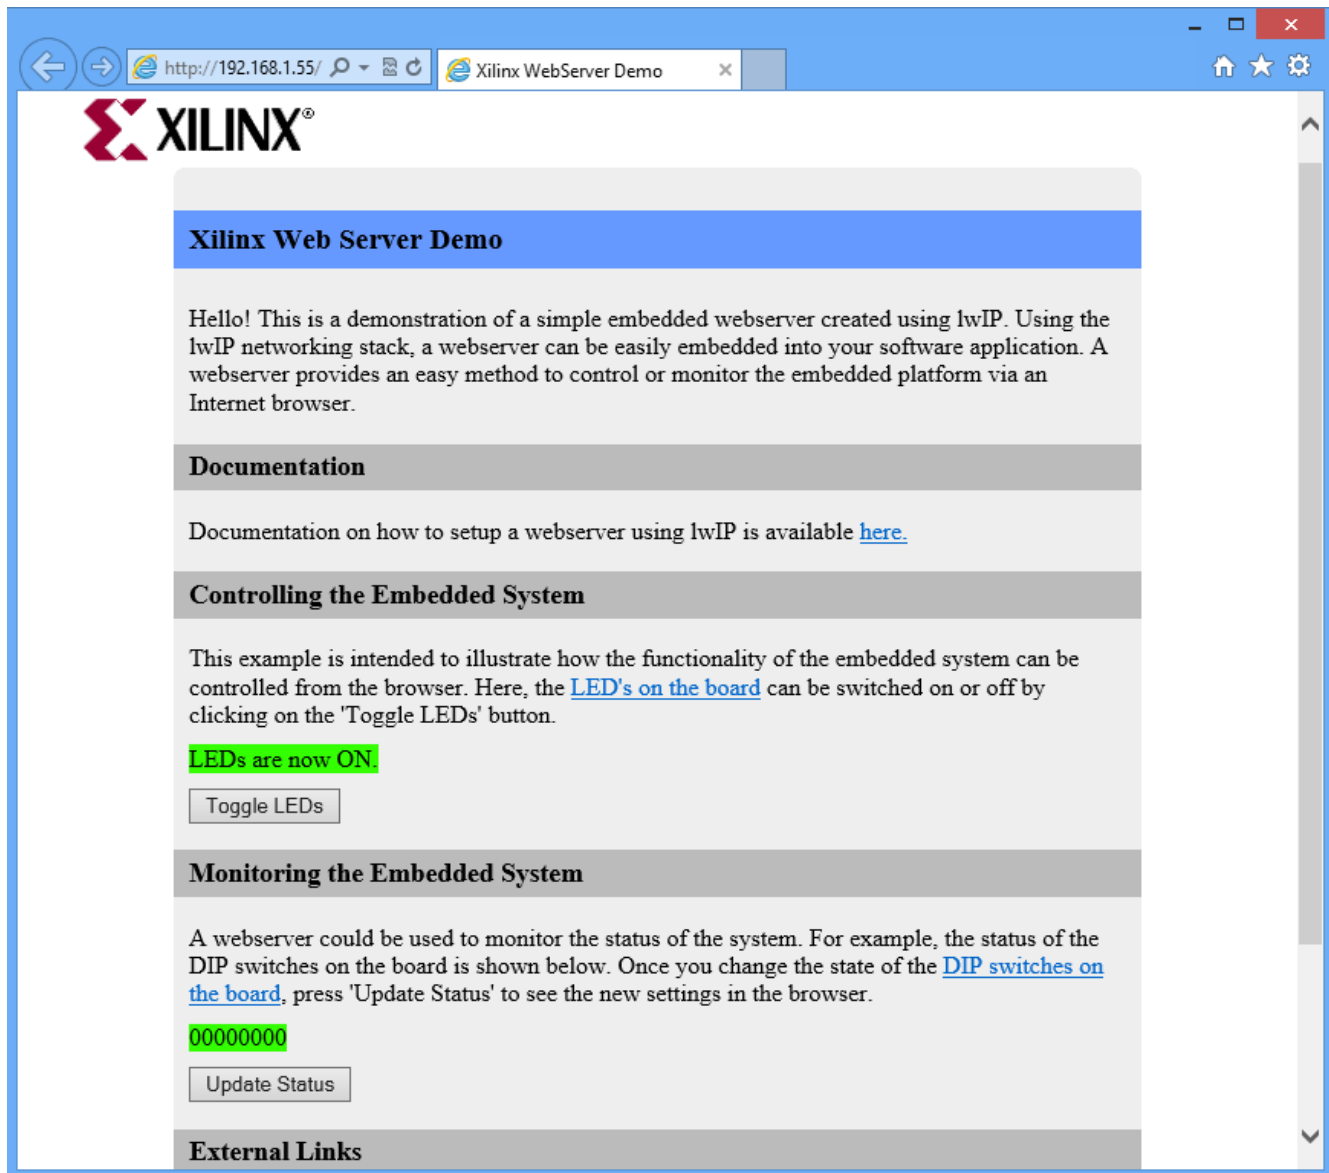 http://192.168.1.55/
Xilinx WebServer Demo
XILINX®
Xilinx Web Server Demo
Hello! This is a demonstration of a simple embedded webserver created using lwIP. Using the
lwIP networking stack, a webserver can be easily embedded into your software application. A
webserver provides an easy method to control or monitor the embedded platform via an
Internet browser.
Documentation
Documentation on how to setup a webserver using lwIP is available here.
Controlling the Embedded System
This example is intended to illustrate how the functionality of the embedded system can be
controlled from the browser. Here, the LED's on the board can be switched on or off by
clicking on the 'Toggle LEDs' button.
LEDs are now ON.
Toggle LEDs
Monitoring the Embedded System
A webserver could be used to monitor the status of the system. For example, the status of the
DIP switches on the board is shown below. Once you change the state of the DIP switches on
the board, press 'Update Status' to see the new settings in the browser.
00000000
Update Status
External Links